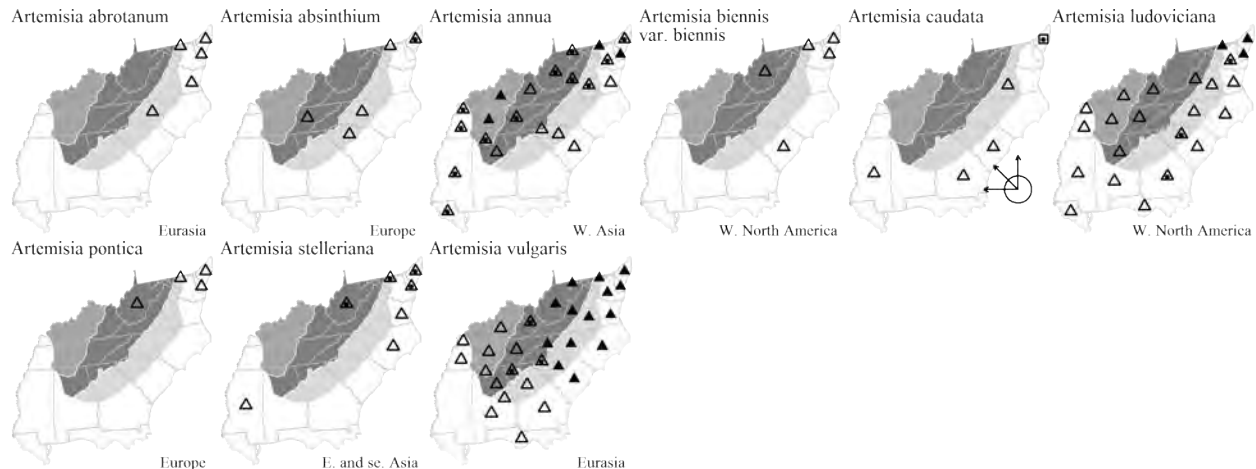 Artemisia abrotanum
Eurasia
Artemisia absinthium
Europe
Artemisia annua
W. Asia
Artemisia biennis
var. biennis
W. North America
Artemisia caudata
Artemisia ludoviciana
W. North America
Artemisia pontica
Europe
Artemisia stelleriana
E. and se. Asia
Artemisia vulgaris
Eurasia